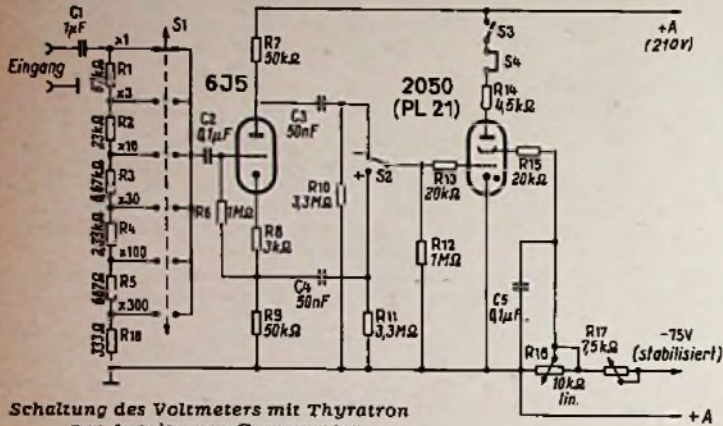 C1
1µF
Eingang
x1
S1
R1
67kΩ
x3
R2
23kΩ
x10
R3
6,67kΩ
x30
R4
2,33kΩ
x100
R5
667Ω
x300
333Ω
C2
0,1µF
R6
1MΩ
R7
50kΩ
6J5
R8
3kΩ
R9
50kΩ
C3
50nF
C4
50nF
R10
3,3MΩ
S2
+
R11
3,3MΩ
R12
1MΩ
R13
20kΩ
2050
(PL 21)
S3
S4
R14
4,5kΩ
R15
20kΩ
C5
0,1µF
R16
10kΩ
lin.
R17
7,5kΩ
+A
(210V)
-75V
(stabilisiert)
+A
Schaltung des Voltmeters mit Thyratron